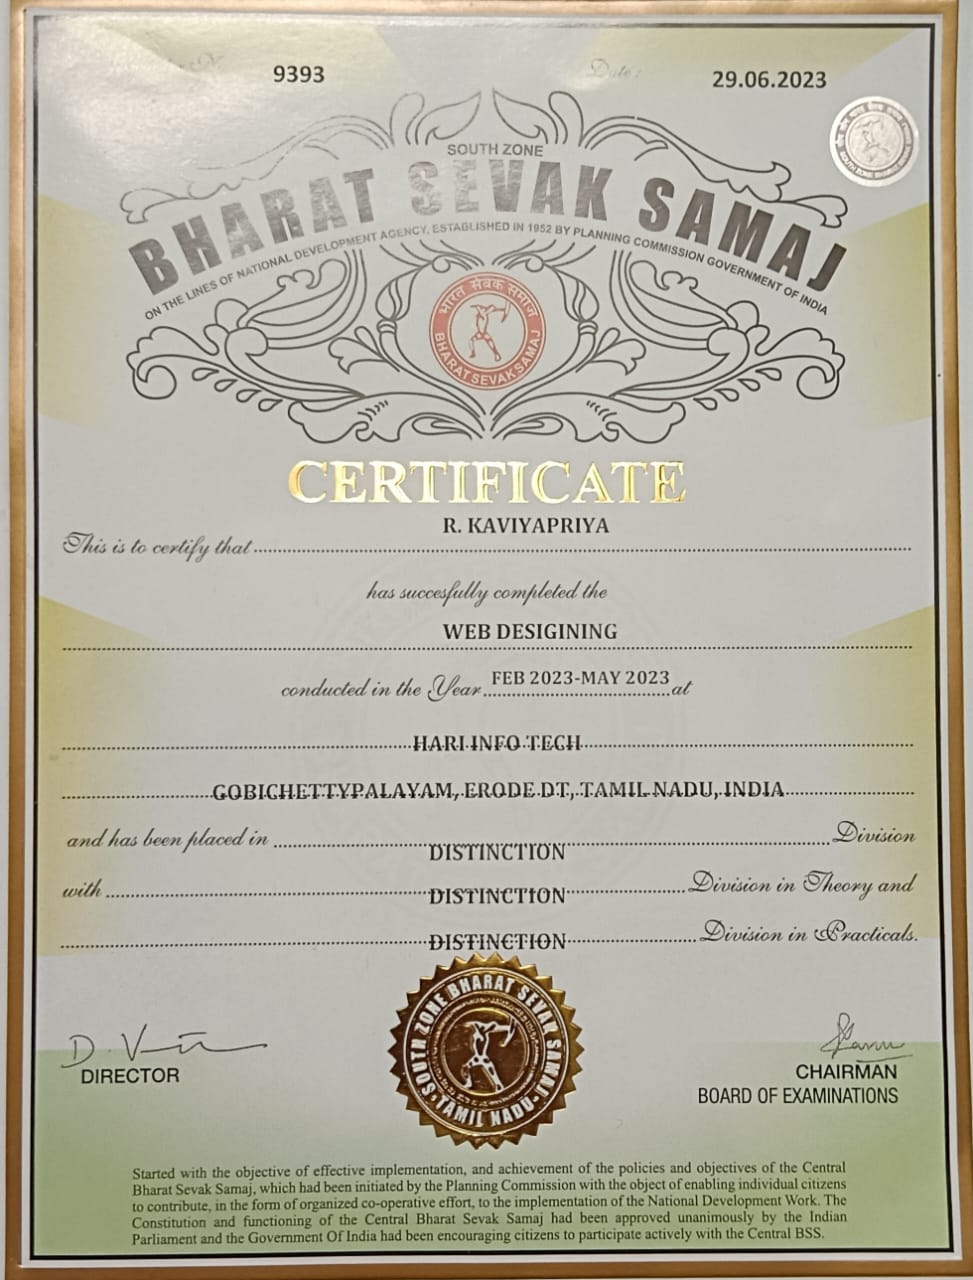 9393
Date :
29.06.2023
SOUTH ZONE
BHARAT SEVAK SAMAJ
ON THE LINES OF NATIONAL DEVELOPMENT AGENCY, ESTABLISHED IN 1952 BY PLANNING COMMISSION GOVERNMENT OF INDIA
भारत सेवक समाज
BHARAT SEVAK SAMAJ
CERTIFICATE
R. KAVIYAPRIYA
This is to certify that
has succesfully completed the
WEB DESIGINING
conducted in the Year FEB 2023-MAY 2023 at
HARI INFO TECH
GOBICHETTYPALAYAM, ERODE DT, TAMIL NADU, INDIA
and has been placed in DISTINCTION Division
with DISTINCTION Division in Theory and
DISTINCTION Division in Practicals.
SOUTH ZONE BHARAT SEVAK SAMAJ
TAMIL NADU
DIRECTOR
CHAIRMAN
BOARD OF EXAMINATIONS
Started with the objective of effective implementation, and achievement of the policies and objectives of the Central
Bharat Sevak Samaj, which had been initiated by the Planning Commission with the object of enabling individual citizens
to contribute, in the form of organized co-operative effort, to the implementation of the National Development Work. The
Constitution and functioning of the Central Bharat Sevak Samaj had been approved unanimously by the Indian
Parliament and the Government Of India had been encouraging citizens to participate actively with the Central BSS.